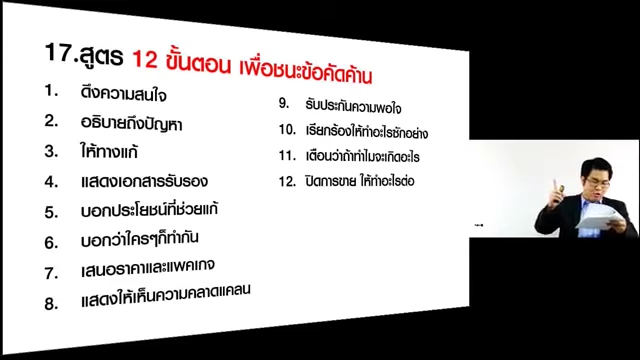 17.สูตร 12 ขั้นตอน เพื่อชนะข้อคัดค้าน
1. ดึงความสนใจ
2. อธิบายถึงปัญหา
3. ให้ทางแก้
4. แสดงเอกสารรับรอง
5. บอกประโยชน์ที่ช่วยแก้
6. บอกว่าใครๆก็ทำกัน
7. เสนอราคาและแพคเกจ
8. แสดงให้เห็นความคลาดแคลน
9. รับประกันความพอใจ
10. เรียกร้องให้ทำอะไรซักอย่าง
11. เตือนว่าถ้าทำไมจะเกิดอะไร
12. ปิดการขาย ให้ทำอะไรต่อ